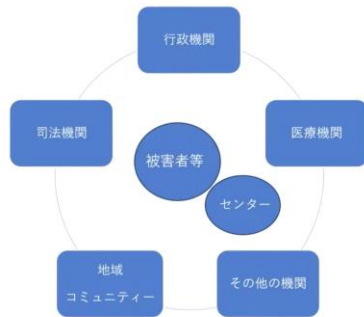 行政機関
司法機関
医療機関
被害者等
センター
地域
コミュニティー
その他の機関